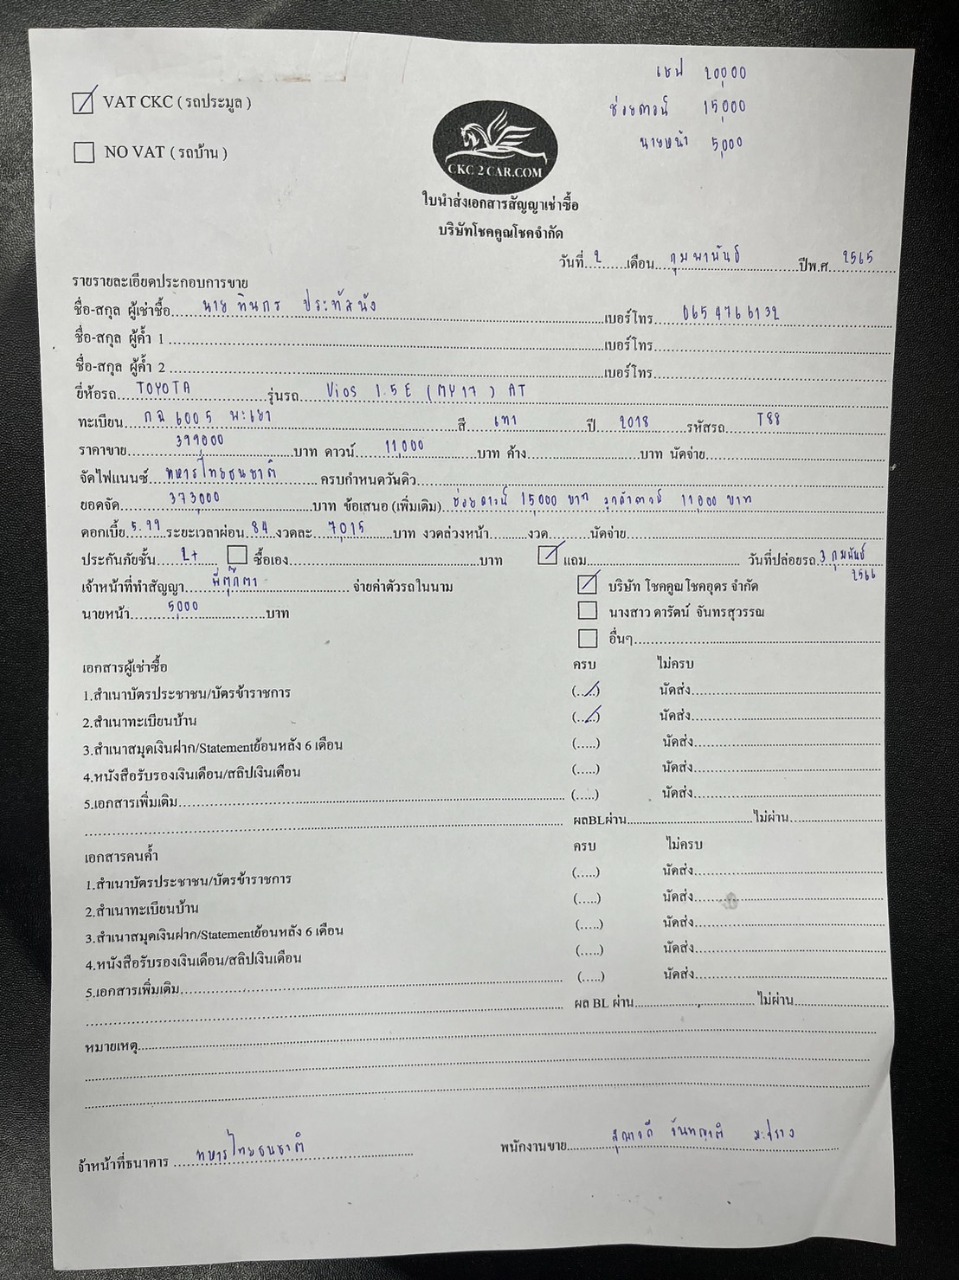 เซฟ 20,000
ช่วยดาวน์ 15,000
นายหน้า 5,000
VAT CKC ( รถประมูล )
NO VAT ( รถบ้าน )
CKC 2 CAR.COM
ใบนำส่งเอกสารสัญญาเช่าซื้อ
บริษัทโชคคูณโชคจำกัด
วันที่ 2 เดือน กุมพาพันธ์ ปีพ.ศ. 2565
รายรายละเอียดประกอบการขาย
ชื่อ-สกุล ผู้เช่าซื้อ นาย ทินกร ประทัสนัง เบอร์โทร 065 4766132
ชื่อ-สกุล ผู้ค้ำ 1 เบอร์โทร
ชื่อ-สกุล ผู้ค้ำ 2 เบอร์โทร
ยี่ห้อรถ TOYOTA รุ่นรถ Vios 1.5 E ( MY 17 ) AT
ทะเบียน กฉ 6005 พะเยา สี เทา ปี 2018 รหัสรถ T88
ราคาขาย 399000 บาท ดาวน์ 11,000 บาท ค้าง บาท นัดจ่าย
จัดไฟแนนซ์ ทหารไทยธนชาติ ครบกำหนดวันดิว
ยอดจัด 373,000 บาท ข้อเสนอ (เพิ่มเติม) ช่วยดาวน์ 15,000 บาท ลูกค้าดาวน์ 11,000 บาท
ดอกเบี้ย 5.99 ระยะเวลาผ่อน 84 งวดละ 7,015 บาท งวดล่วงหน้า งวด นัดจ่าย
ประกันภัยชั้น 2+ ซื้อเอง บาท แถม วันที่ปล่อยรถ 3 กุมพันธ์ 2566
เจ้าหน้าที่ทำสัญญา พี่ตุ๊กตา จ่ายค่าตัวรถในนาม บริษัท โชคคูณโชคอุดร จำกัด
นายหน้า 5,000 บาท นางสาว ดารัตน์ จันทรสุวรรณ
อื่นๆ
เอกสารผู้เช่าซื้อ ครบ ไม่ครบ
1.สำเนาบัตรประชาชน/บัตรข้าราชการ (.....) นัดส่ง
2.สำเนาทะเบียนบ้าน (.....) นัดส่ง
3.สำเนาสมุดเงินฝาก/Statementย้อนหลัง 6 เดือน (.....) นัดส่ง
4.หนังสือรับรองเงินเดือน/สลิปเงินเดือน (.....) นัดส่ง
5.เอกสารเพิ่มเติม (.....) นัดส่ง
ผลBLผ่าน ไม่ผ่าน
เอกสารคนค้ำ ครบ ไม่ครบ
1.สำเนาบัตรประชาชน/บัตรข้าราชการ (.....) นัดส่ง
2.สำเนาทะเบียนบ้าน (.....) นัดส่ง
3.สำเนาสมุดเงินฝาก/Statementย้อนหลัง 6 เดือน (.....) นัดส่ง
4.หนังสือรับรองเงินเดือน/สลิปเงินเดือน (.....) นัดส่ง
5.เอกสารเพิ่มเติม (.....) นัดส่ง
ผล BL ผ่าน ไม่ผ่าน
หมายเหตุ
จ้าหน้าที่ธนาคาร ทหารไทยธนชาติ พนักงานขาย